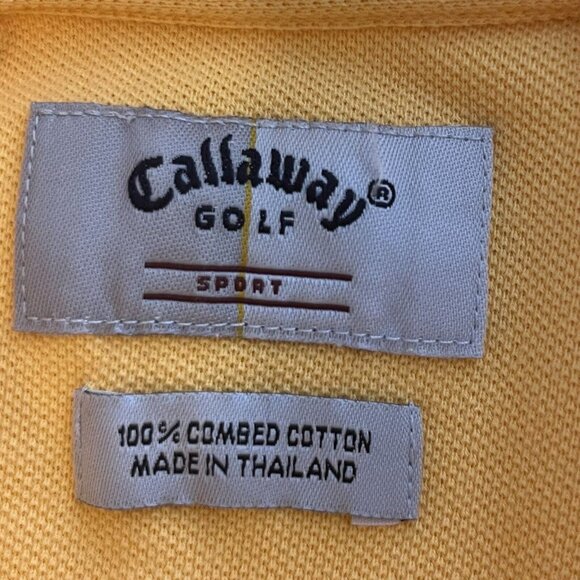 Callaway®
GOLF
SPORT
100% COMBED COTTON
MADE IN THAILAND